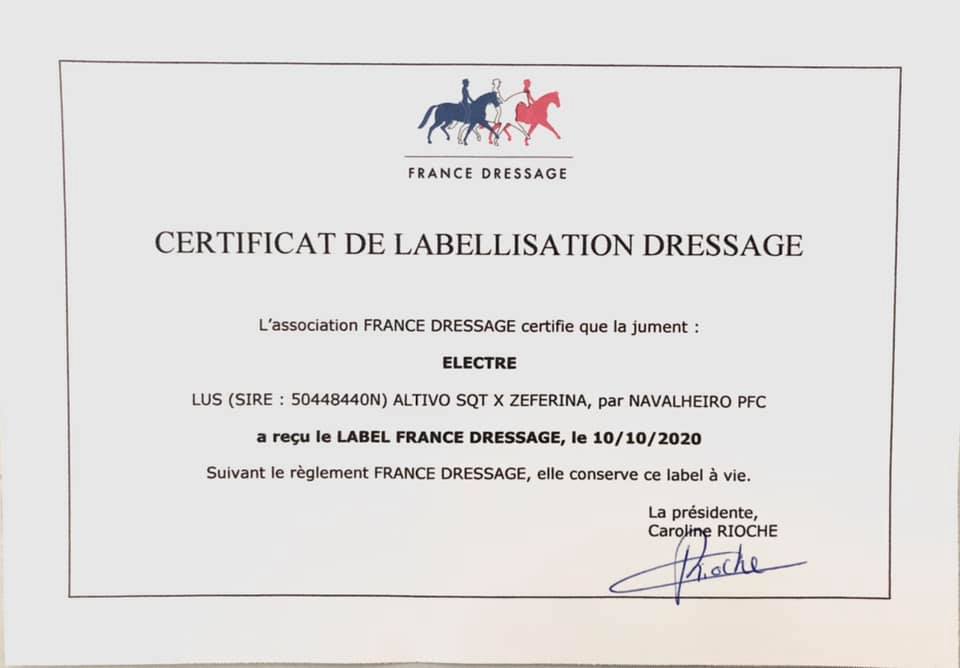 FRANCE DRESSAGE
CERTIFICAT DE LABELLISATION DRESSAGE
L'association FRANCE DRESSAGE certifie que la jument :
ELECTRE
LUS (SIRE : 50448440N) ALTIVO SQT X ZEFERINA, par NAVALHEIRO PFC
a reçu le LABEL FRANCE DRESSAGE, le 10/10/2020
Suivant le règlement FRANCE DRESSAGE, elle conserve ce label à vie.
La présidente,
Caroline RIOCHE
Rioche